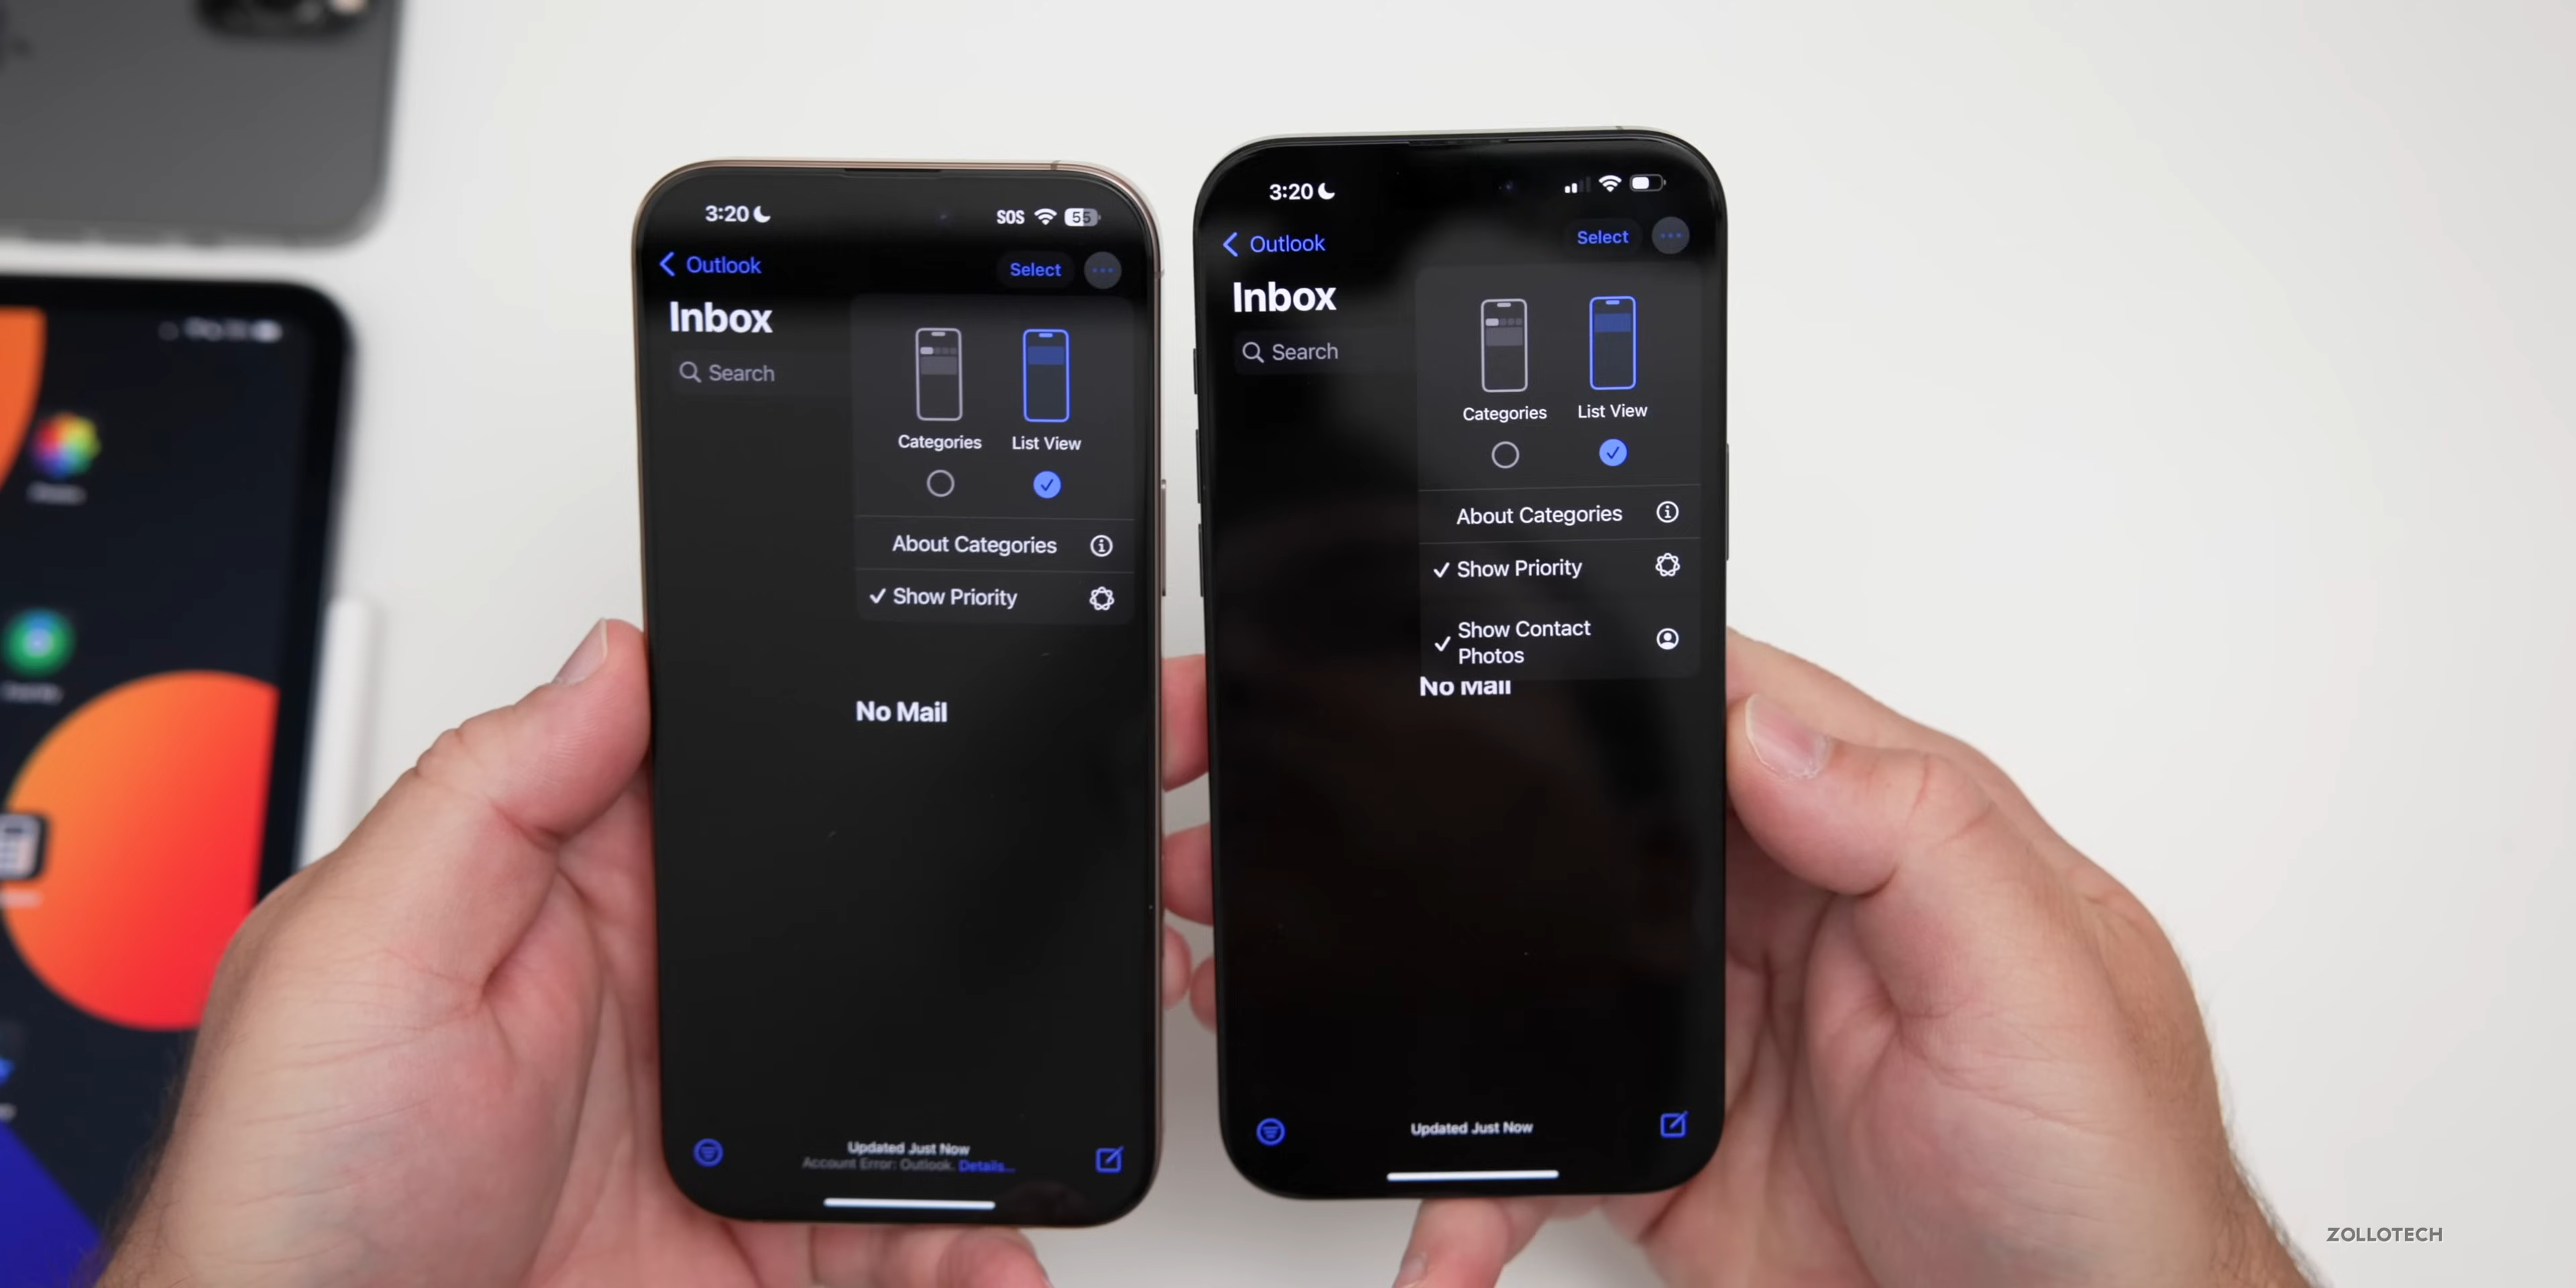 3:20
SOS
55
Outlook
Select
Inbox
Search
Categories
List View
About Categories
Show Priority
No Mail
Updated Just Now
Account Error: Outlook. Details...
3:20
Outlook
Select
Inbox
Search
Categories
List View
About Categories
Show Priority
Show Contact
Photos
No Mail
Updated Just Now
ZOLLOTECH